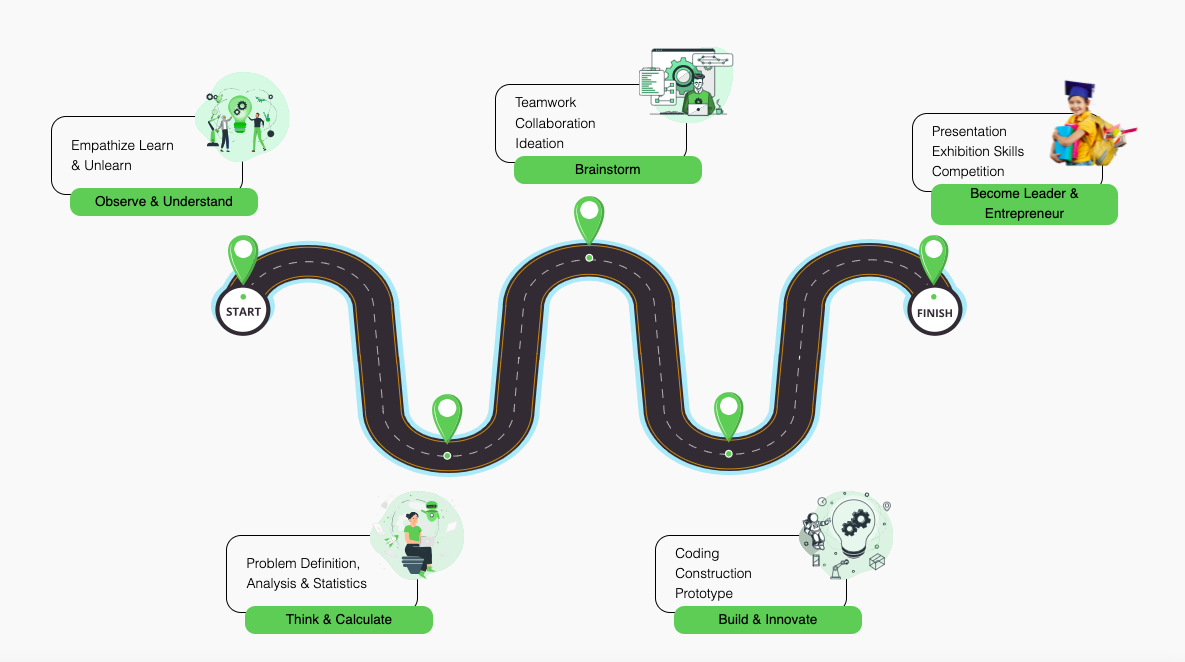 Empathize Learn
& Unlearn
Observe & Understand
Teamwork
Collaboration
Ideation
Brainstorm
Presentation
Exhibition Skills
Competition
Become Leader &
Entrepreneur
START
FINISH
Problem Definition,
Analysis & Statistics
Think & Calculate
Coding
Construction
Prototype
Build & Innovate